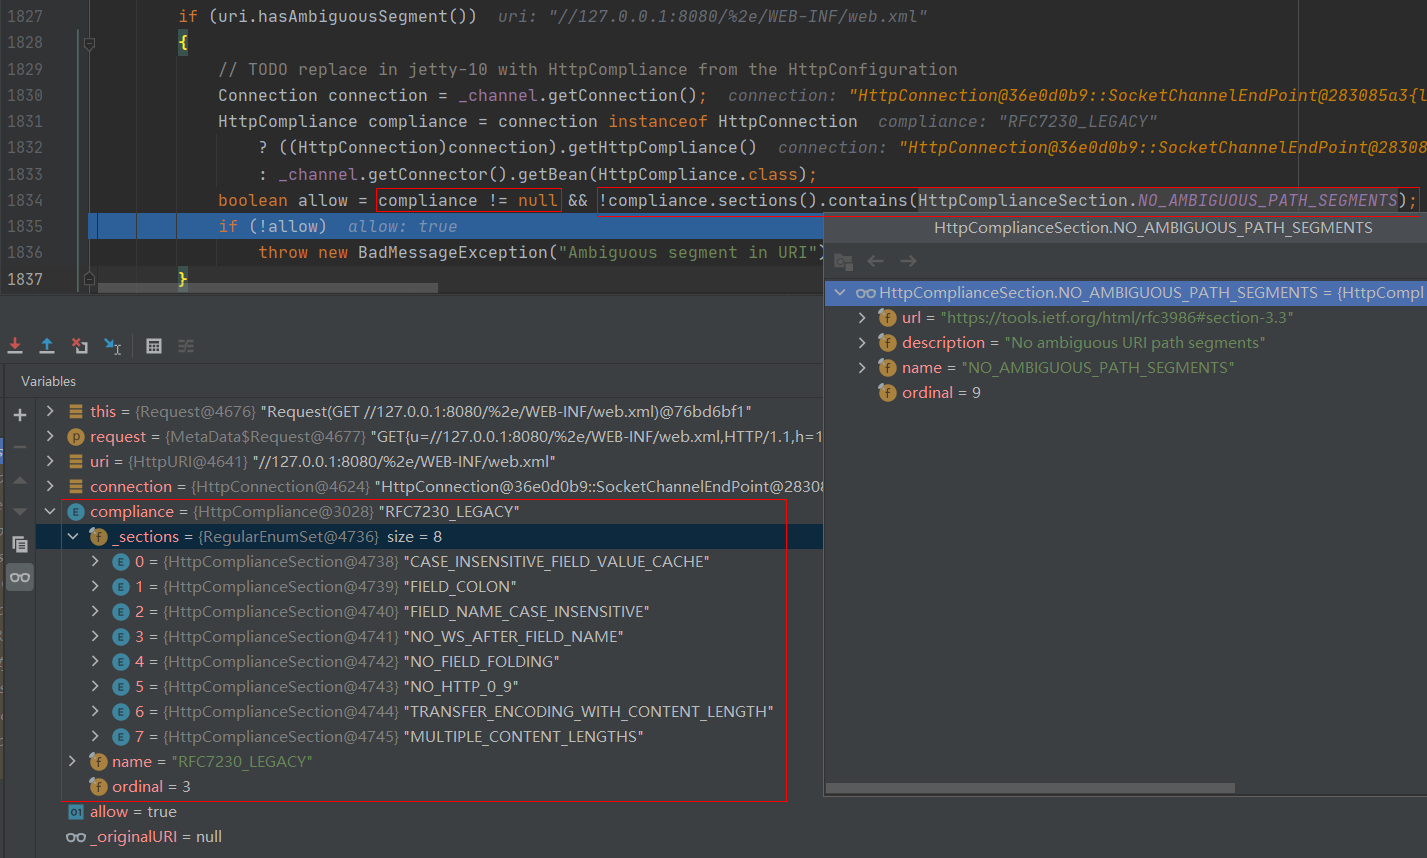 1827 if (uri.hasAmbiguousSegment()) uri: "//127.0.0.1:8080/%2e/WEB-INF/web.xml"
1828 {
1829 // TODO replace in jetty-10 with HttpCompliance from the HttpConfiguration
1830 Connection connection = _channel.getConnection(); connection: "HttpConnection@36e0d0b9::SocketChannelEndPoint@283085a3{l
1831 HttpCompliance compliance = connection instanceof HttpConnection compliance: "RFC7230_LEGACY"
1832 ? ((HttpConnection)connection).getHttpCompliance() connection: "HttpConnection@36e0d0b9::SocketChannelEndPoint@28308
1833 : _channel.getConnector().getBean(HttpCompliance.class);
1834 boolean allow = compliance != null && !compliance.sections().contains(HttpComplianceSection.NO_AMBIGUOUS_PATH_SEGMENTS);
1835 if (!allow) allow: true
1836 throw new BadMessageException("Ambiguous segment in URI")
1837 }
HttpComplianceSection.NO_AMBIGUOUS_PATH_SEGMENTS
HttpComplianceSection.NO_AMBIGUOUS_PATH_SEGMENTS = {HttpCompl
url = "https://tools.ietf.org/html/rfc3986#section-3.3"
description = "No ambiguous URI path segments"
name = "NO_AMBIGUOUS_PATH_SEGMENTS"
ordinal = 9
Variables
this = {Request@4676} "Request(GET //127.0.0.1:8080/%2e/WEB-INF/web.xml)@76bd6bf1"
request = {MetaData$Request@4677} "GET{u=//127.0.0.1:8080/%2e/WEB-INF/web.xml,HTTP/1.1,h=1
uri = {HttpURI@4641} "//127.0.0.1:8080/%2e/WEB-INF/web.xml"
connection = {HttpConnection@4624} "HttpConnection@36e0d0b9::SocketChannelEndPoint@28308
compliance = {HttpCompliance@3028} "RFC7230_LEGACY"
_sections = {RegularEnumSet@4736} size = 8
0 = {HttpComplianceSection@4738} "CASE_INSENSITIVE_FIELD_VALUE_CACHE"
1 = {HttpComplianceSection@4739} "FIELD_COLON"
2 = {HttpComplianceSection@4740} "FIELD_NAME_CASE_INSENSITIVE"
3 = {HttpComplianceSection@4741} "NO_WS_AFTER_FIELD_NAME"
4 = {HttpComplianceSection@4742} "NO_FIELD_FOLDING"
5 = {HttpComplianceSection@4743} "NO_HTTP_0_9"
6 = {HttpComplianceSection@4744} "TRANSFER_ENCODING_WITH_CONTENT_LENGTH"
7 = {HttpComplianceSection@4745} "MULTIPLE_CONTENT_LENGTHS"
name = "RFC7230_LEGACY"
ordinal = 3
allow = true
_originalURI = null